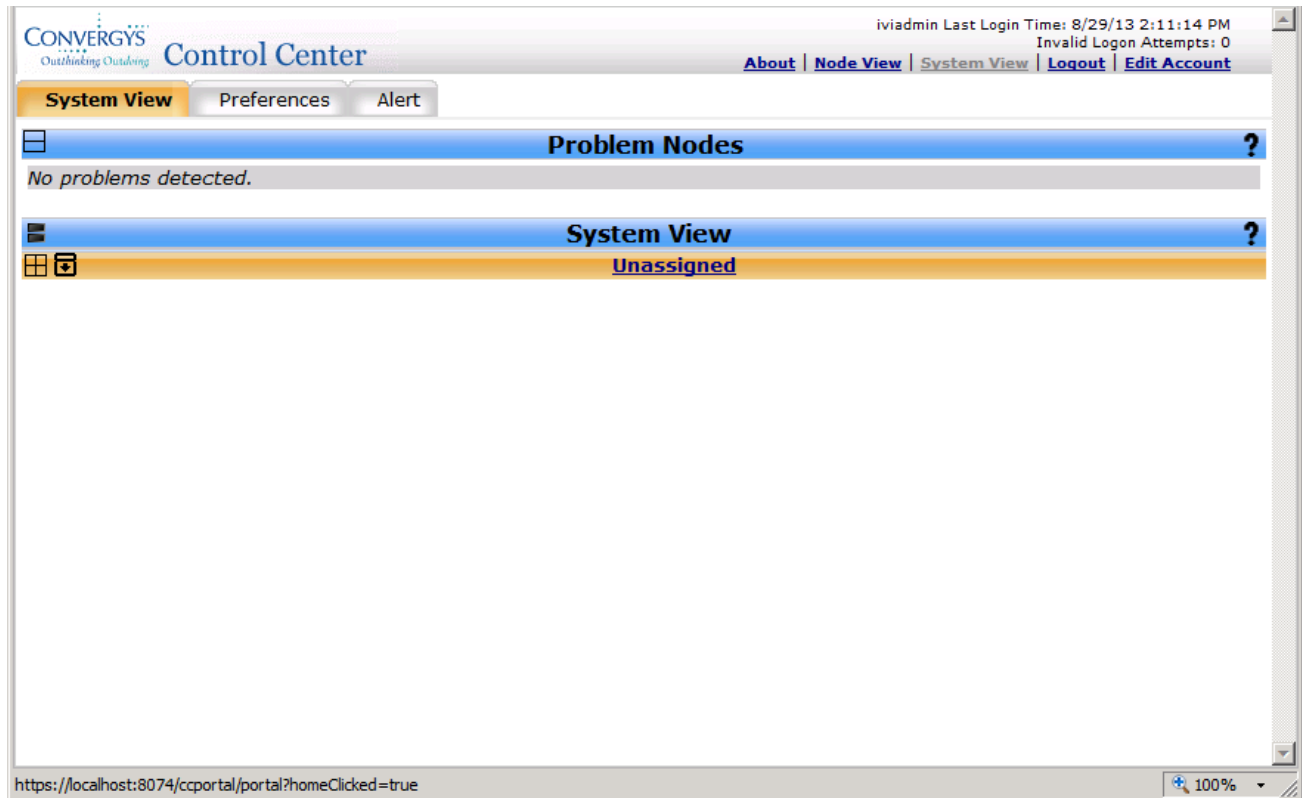 CONVERGYS
Outthinking Outdoing
Control Center
iviadmin Last Login Time: 8/29/13 2:11:14 PM
Invalid Logon Attempts: 0
About | Node View | System View | Logout | Edit Account
System View Preferences Alert
Problem Nodes ?
No problems detected.
System View ?
Unassigned
https://localhost:8074/ccportal/portal?homeClicked=true
100%